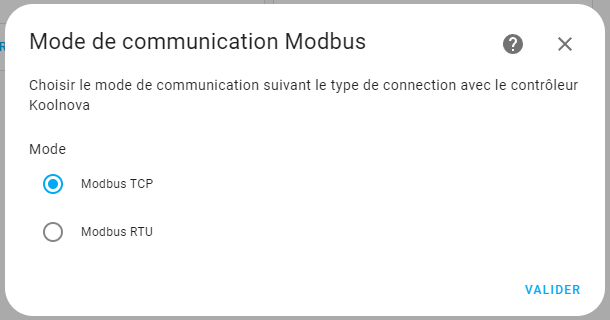 Mode de communication Modbus
Choisir le mode de communication suivant le type de connection avec le contrôleur
Koolnova
Mode
Modbus TCP
Modbus RTU
VALIDER